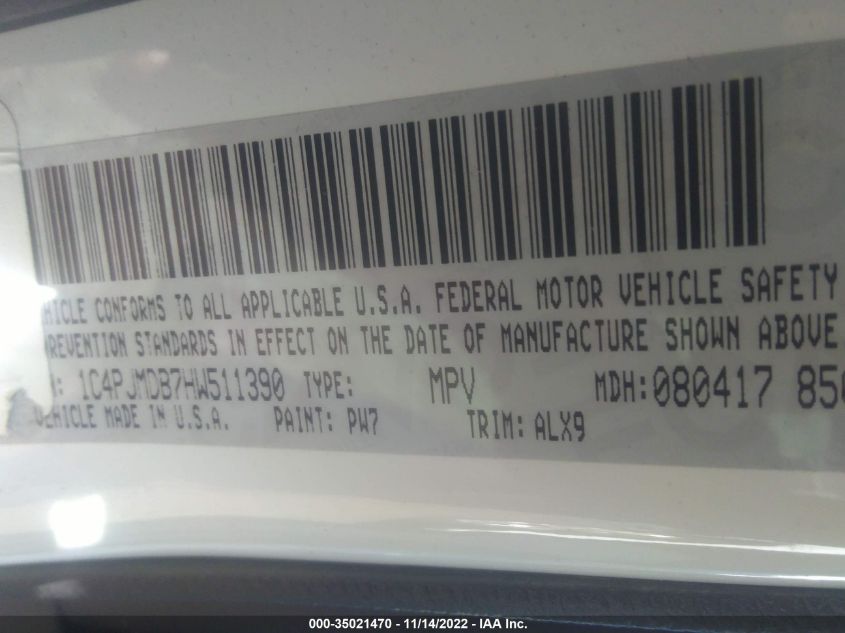 HICLE CONFORMS TO ALL APPLICABLE U.S.A. FEDERAL MOTOR VEHICLE SAFETY
REVENTION STANDARDS IN EFFECT ON THE DATE OF MANUFACTURE SHOWN ABOVE
: 1C4PJMDB7HW511390 TYPE: MPV MDH:080417 850
VEHICLE MADE IN U.S.A. PAINT: PW7 TRIM: ALX9
000-35021470 - 11/14/2022 - IAA Inc.